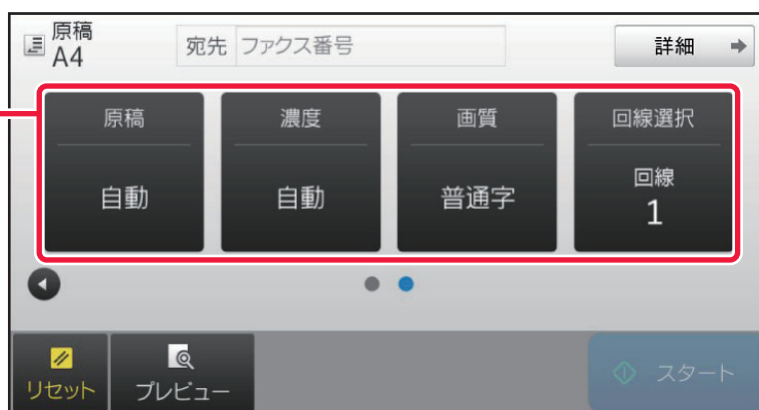 原稿
A4
宛先 ファクス番号
詳細
原稿
自動
濃度
自動
画質
普通字
回線選択
回線
1
リセット
プレビュー
スタート